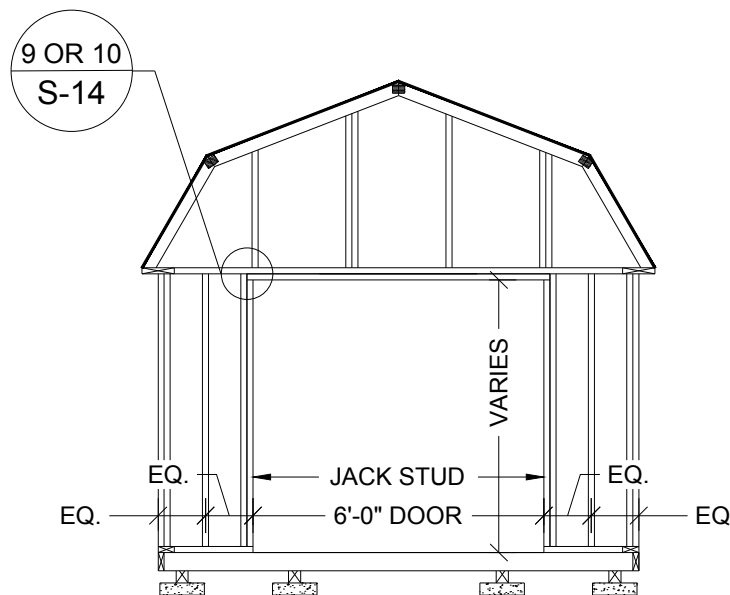 9 OR 10
S-14
VARIES
EQ.
JACK STUD
EQ.
EQ.
6'-0" DOOR
EQ